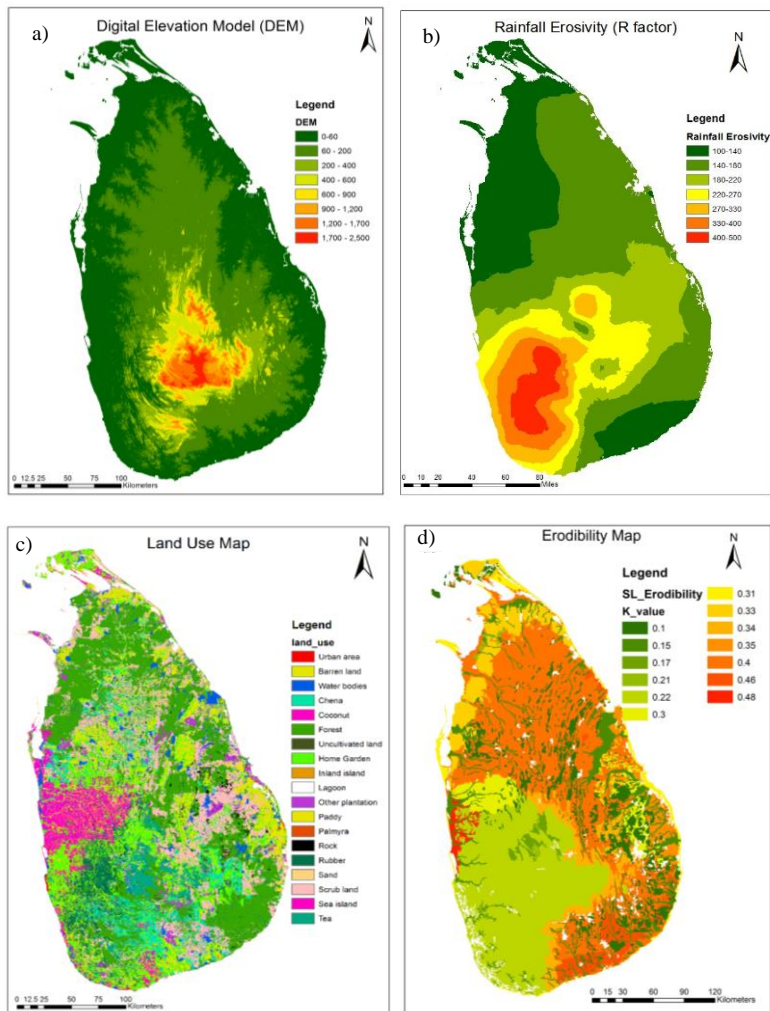 a)
Digital Elevation Model (DEM)
N
Legend
DEM
0-60
60 - 200
200 - 400
400 - 600
600 - 900
900 - 1,200
1,200 - 1,700
1,700 - 2,500
0 12.5 25 50 75 100
Kilometers
b)
Rainfall Erosivity (R factor)
N
Legend
Rainfall Erosivity
100-140
140-180
180-220
220-270
270-330
330-400
400-500
0 10 20 40 60 80
Miles
c)
Land Use Map
N
Legend
land_use
Urban area
Barren land
Water bodies
Chena
Coconut
Forest
Uncultivated land
Home Garden
Inland island
Lagoon
Other plantation
Paddy
Palmyra
Rock
Rubber
Sand
Scrub land
Sea island
Tea
0 12.5 25 50 75 100
Kilometers
d)
Erodibility Map
N
Legend
SL_Erodibility
K_value
0.1
0.15
0.17
0.21
0.22
0.3
0.31
0.33
0.34
0.35
0.4
0.46
0.48
0 15 30 60 90 120
Kilometers